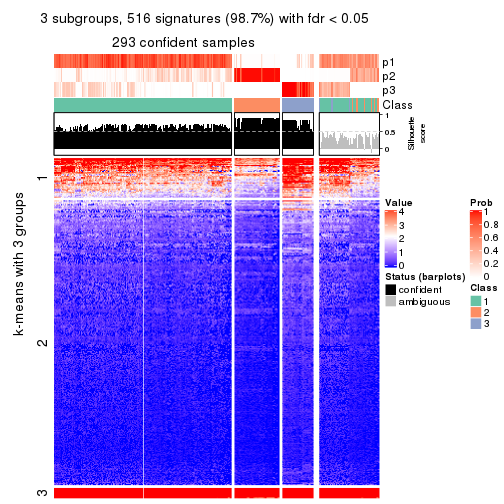 3 subgroups, 516 signatures (98.7%) with fdr < 0.05
293 confident samples
p1
p2
p3
Class
1
0.5
0
Silhouette
score
k-means with 3 groups
1
2
3
Value
4
3
2
1
0
Status (barplots)
confident
ambiguous
Prob
1
0.8
0.6
0.4
0.2
0
Class
1
2
3